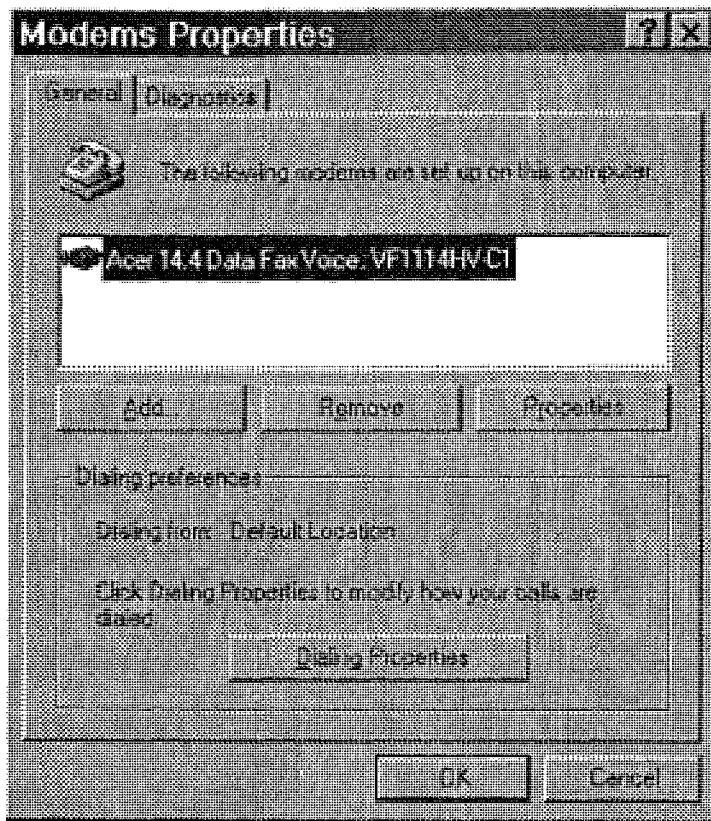 Modems Properties
General Diagnostics
The following modems are set up on this computer.
Acer 14.4 Data Fax Voice, VF1114HV-C1
Add... Remove Properties
Dialing preferences
Dialing from: Default Location
Click Dialing Properties to modify how your calls are
dialed.
Dialing Properties
OK Cancel